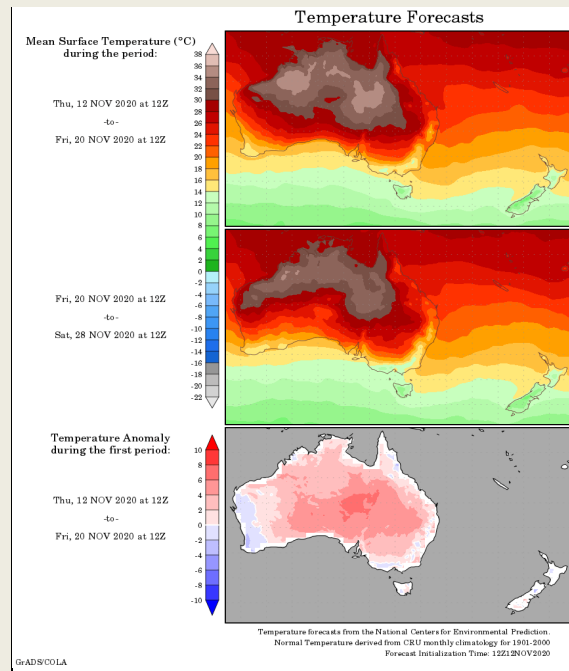 Temperature Forecasts
Mean Surface Temperature (°C)
during the period:
Thu, 12 NOV 2020 at 12Z
-to-
Fri, 20 NOV 2020 at 12Z
38
36
34
32
30
28
26
24
22
20
18
16
14
12
10
8
6
4
2
0
-2
-4
-6
-8
-10
-12
-14
-16
-18
-20
-22
Fri, 20 NOV 2020 at 12Z
-to-
Sat, 28 NOV 2020 at 12Z
Temperature Anomaly
during the first period:
Thu, 12 NOV 2020 at 12Z
-to-
Fri, 20 NOV 2020 at 12Z
10
8
6
4
2
0
-2
-4
-6
-8
-10
Temperature forecasts from the National Centers for Environmental Prediction.
Normal Temperature derived from CRU monthly climatology for 1901-2000
Forecast Initialization Time: 12Z12NOV2020
GrADS/COLA